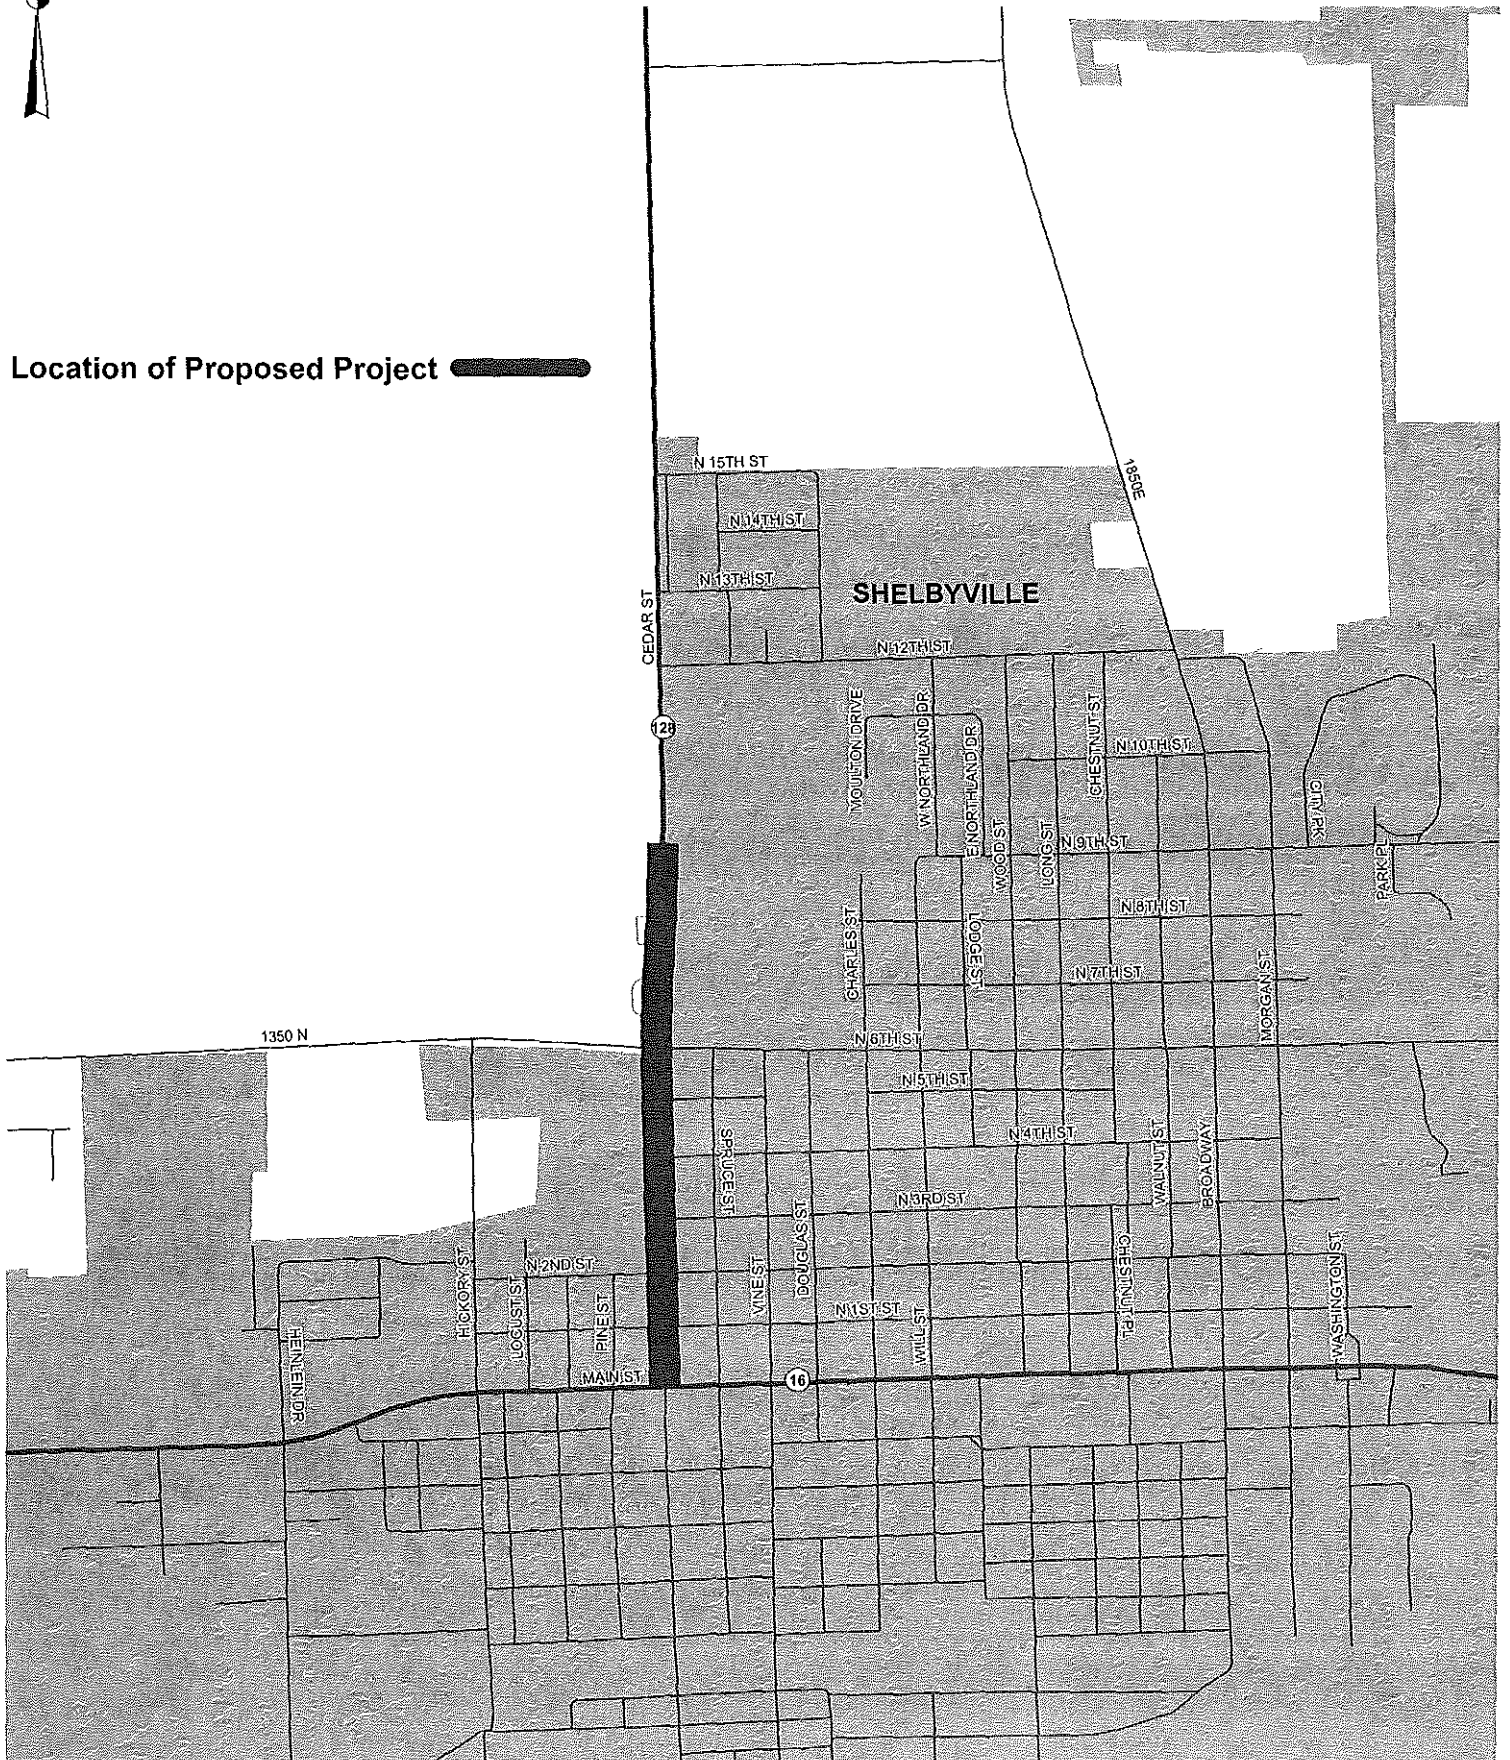 Location of Proposed Project
N 15TH ST
1850E
N 14TH ST
N 13TH ST
SHELBYVILLE
CEDAR ST
N 12TH ST
128
MOULTON DRIVE
W NORTHLAND DR
E NORTHLAND DR
CHESTNUT ST
N 10TH ST
CITY PK
WOOD ST
LONG ST
N 9TH ST
PARK PL
CHARLES ST
LODGE ST
N 8TH ST
N 7TH ST
MORGAN ST
1350 N
N 6TH ST
N 5TH ST
SPRUCE ST
N 4TH ST
WALNUT ST
BROADWAY
N 3RD ST
HICKORY ST
N 2ND ST
LOCUST ST
PINE ST
VINE ST
DOUGLAS ST
CHESTNUT PL
WASHINGTON ST
N 1ST ST
WILL ST
HEINLEIN DR
MAIN ST
16